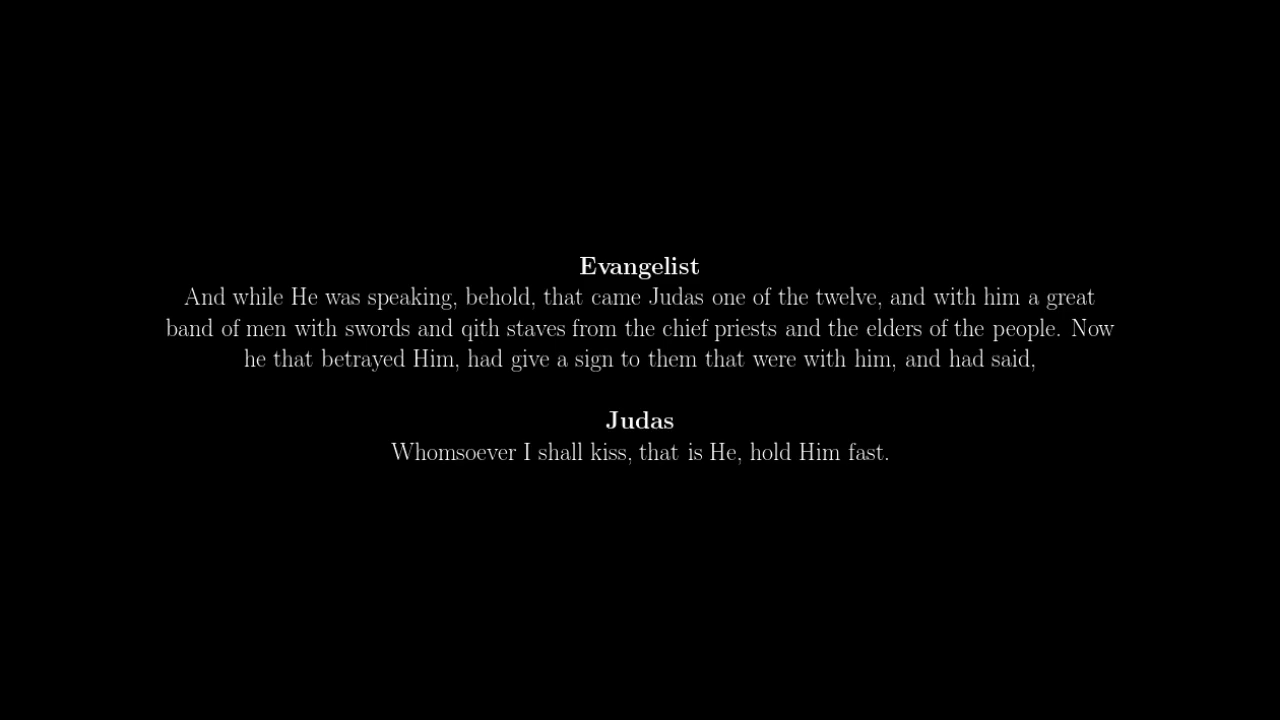 Evangelist
And while He was speaking, behold, that came Judas one of the twelve, and with him a great
band of men with swords and qith staves from the chief priests and the elders of the people. Now
he that betrayed Him, had give a sign to them that were with him, and had said,
Judas
Whomsoever I shall kiss, that is He, hold Him fast.